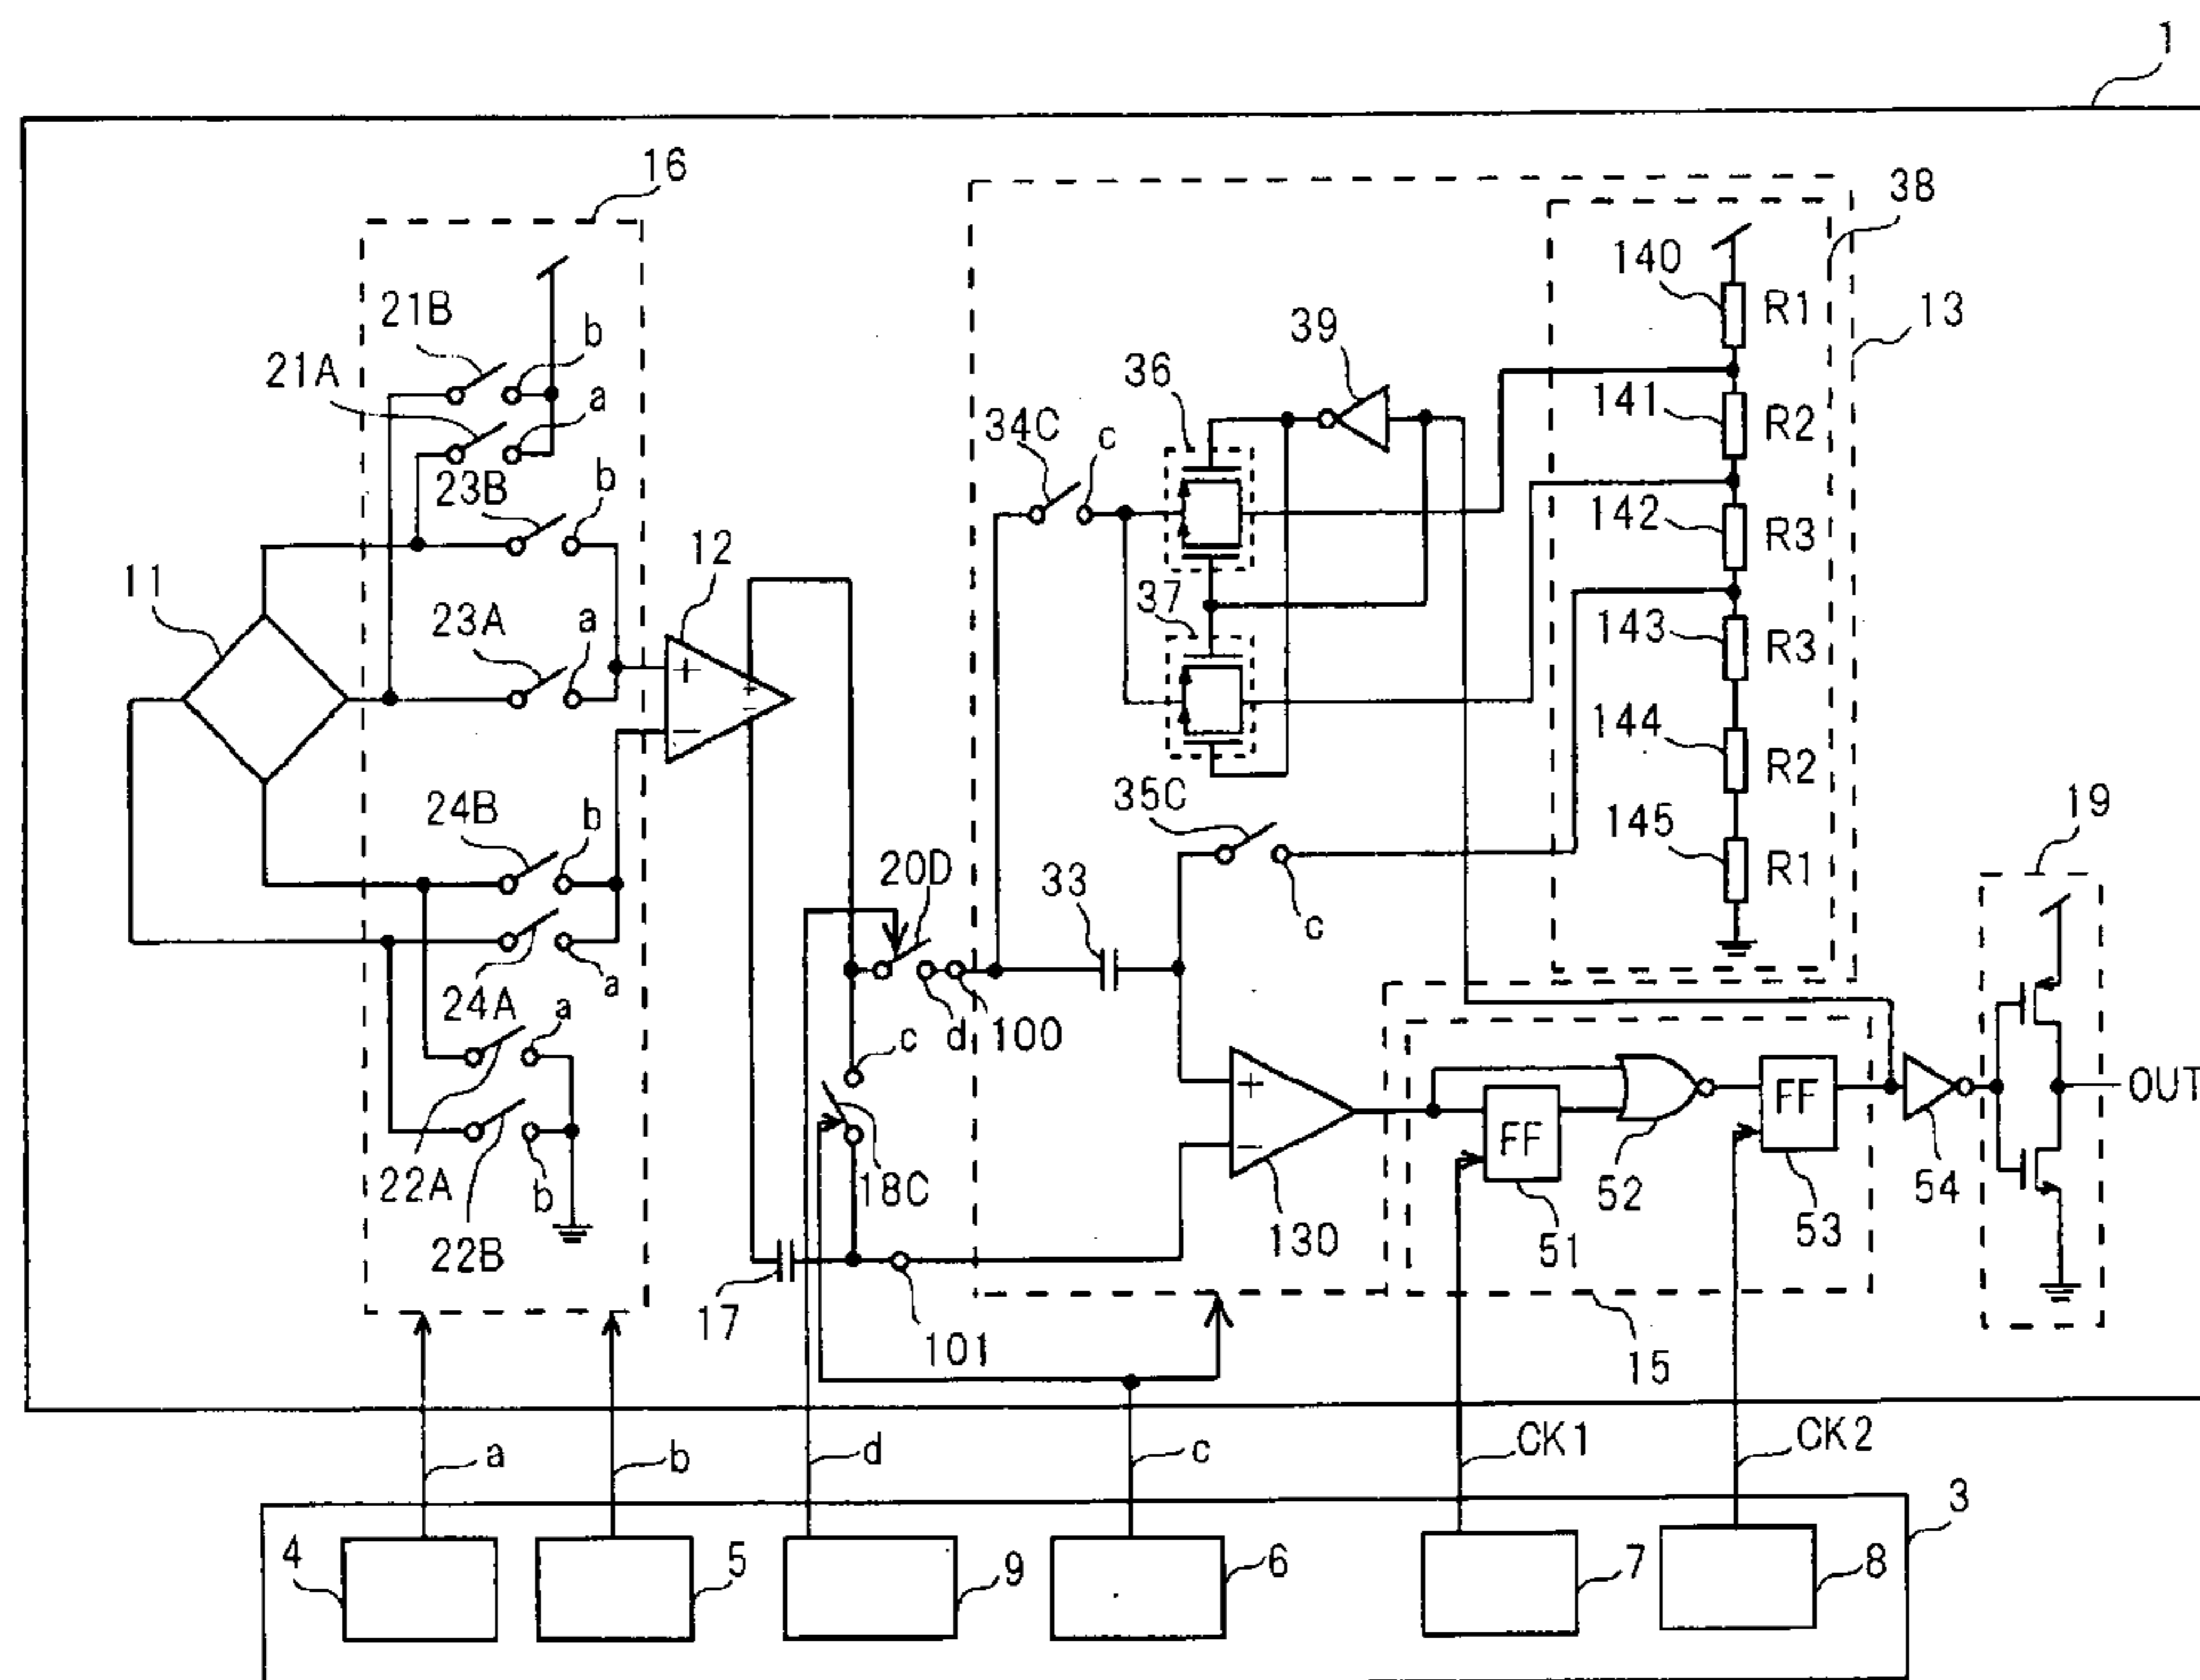 1
16
38
140
R1
13
21B
b
39
21A
a
36
141
R2
34C
c
23B
b
142
R3
12
11
37
23A
a
143
R3
+
+
−
−
144
R2
35C
24B
b
19
145
R1
20D
33
c
24A
a
a
c
d
100
+
FF
OUT
FF
−
22A
b
18C
52
54
22B
130
51
53
17
101
15
a
b
d
c
CK1
CK2
3
4
5
9
6
7
8